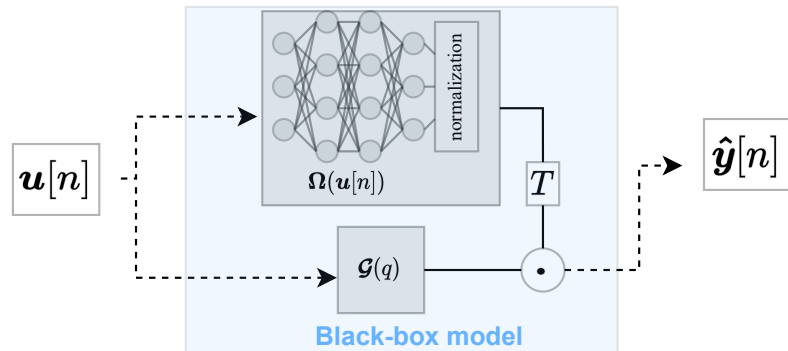 normalization
Ω(u[n])
u[n]
ŷ[n]
T
𝓖(q)
Black-box model